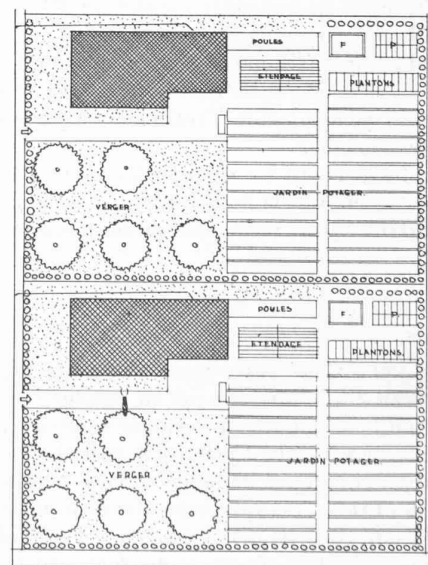 POULES
F. P.
ETENDAGE
PLANTONS
VERGER
JARDIN POTAGER.
POULES
F. P.
ETENDAGE
PLANTONS.
VERGER
JARDIN POTAGER